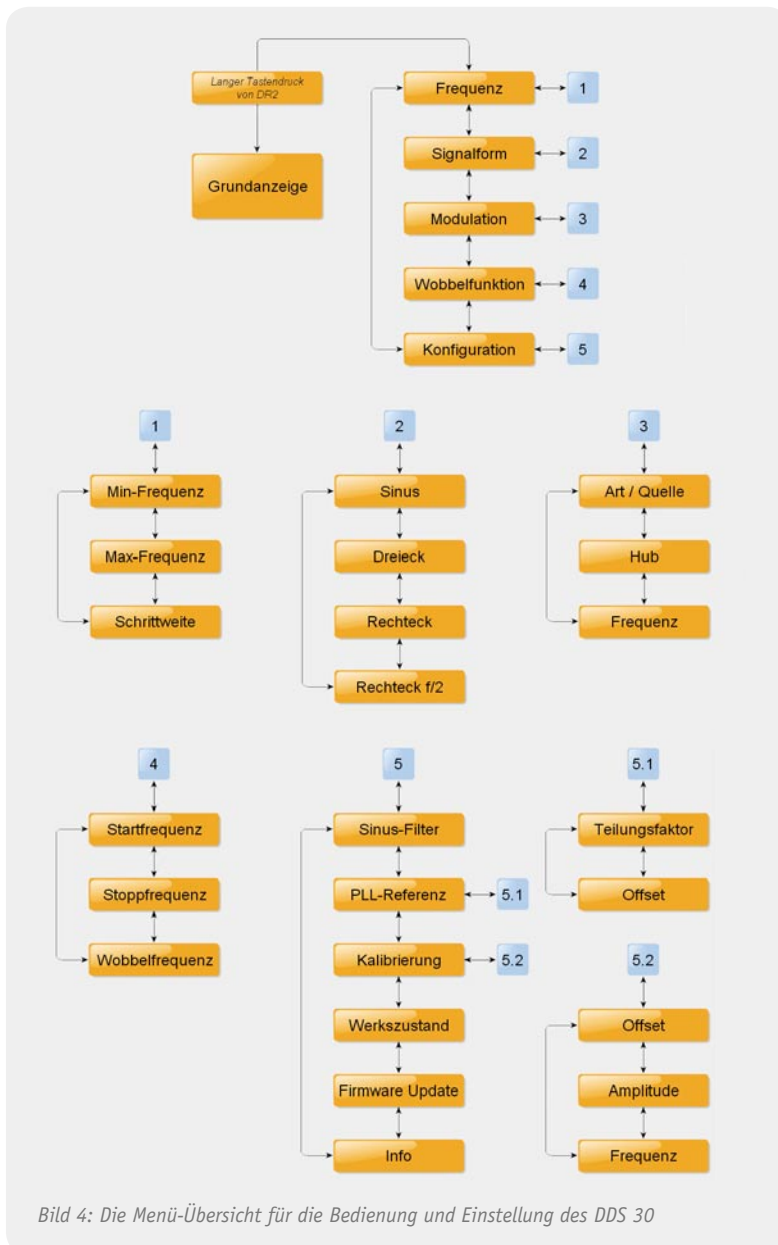 Langer Tastendruck
von DR2
Grundanzeige
Frequenz
1
Signalform
2
Modulation
3
Wobbelfunktion
4
Konfiguration
5
1
Min-Frequenz
Max-Frequenz
Schrittweite
2
Sinus
Dreieck
Rechteck
Rechteck f/2
3
Art / Quelle
Hub
Frequenz
4
Startfrequenz
Stoppfrequenz
Wobbelfrequenz
5
Sinus-Filter
PLL-Referenz
5.1
Kalibrierung
5.2
Werkszustand
Firmware Update
Info
5.1
Teilungsfaktor
Offset
5.2
Offset
Amplitude
Frequenz
Bild 4: Die Menü-Übersicht für die Bedienung und Einstellung des DDS 30